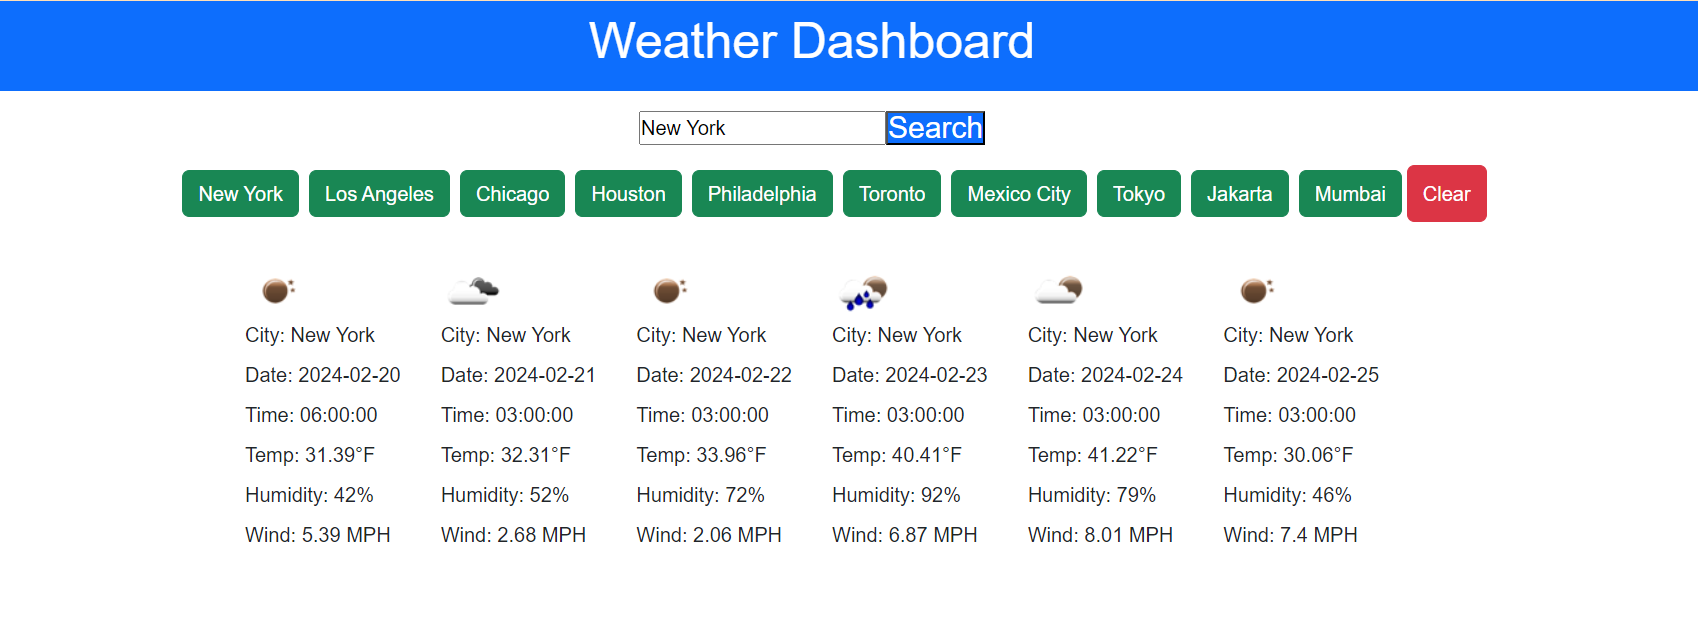 Weather Dashboard
New York Search
New York Los Angeles Chicago Houston Philadelphia Toronto Mexico City Tokyo Jakarta Mumbai Clear
City: New York City: New York City: New York City: New York City: New York City: New York
Date: 2024-02-20 Date: 2024-02-21 Date: 2024-02-22 Date: 2024-02-23 Date: 2024-02-24 Date: 2024-02-25
Time: 06:00:00 Time: 03:00:00 Time: 03:00:00 Time: 03:00:00 Time: 03:00:00 Time: 03:00:00
Temp: 31.39°F Temp: 32.31°F Temp: 33.96°F Temp: 40.41°F Temp: 41.22°F Temp: 30.06°F
Humidity: 42% Humidity: 52% Humidity: 72% Humidity: 92% Humidity: 79% Humidity: 46%
Wind: 5.39 MPH Wind: 2.68 MPH Wind: 2.06 MPH Wind: 6.87 MPH Wind: 8.01 MPH Wind: 7.4 MPH